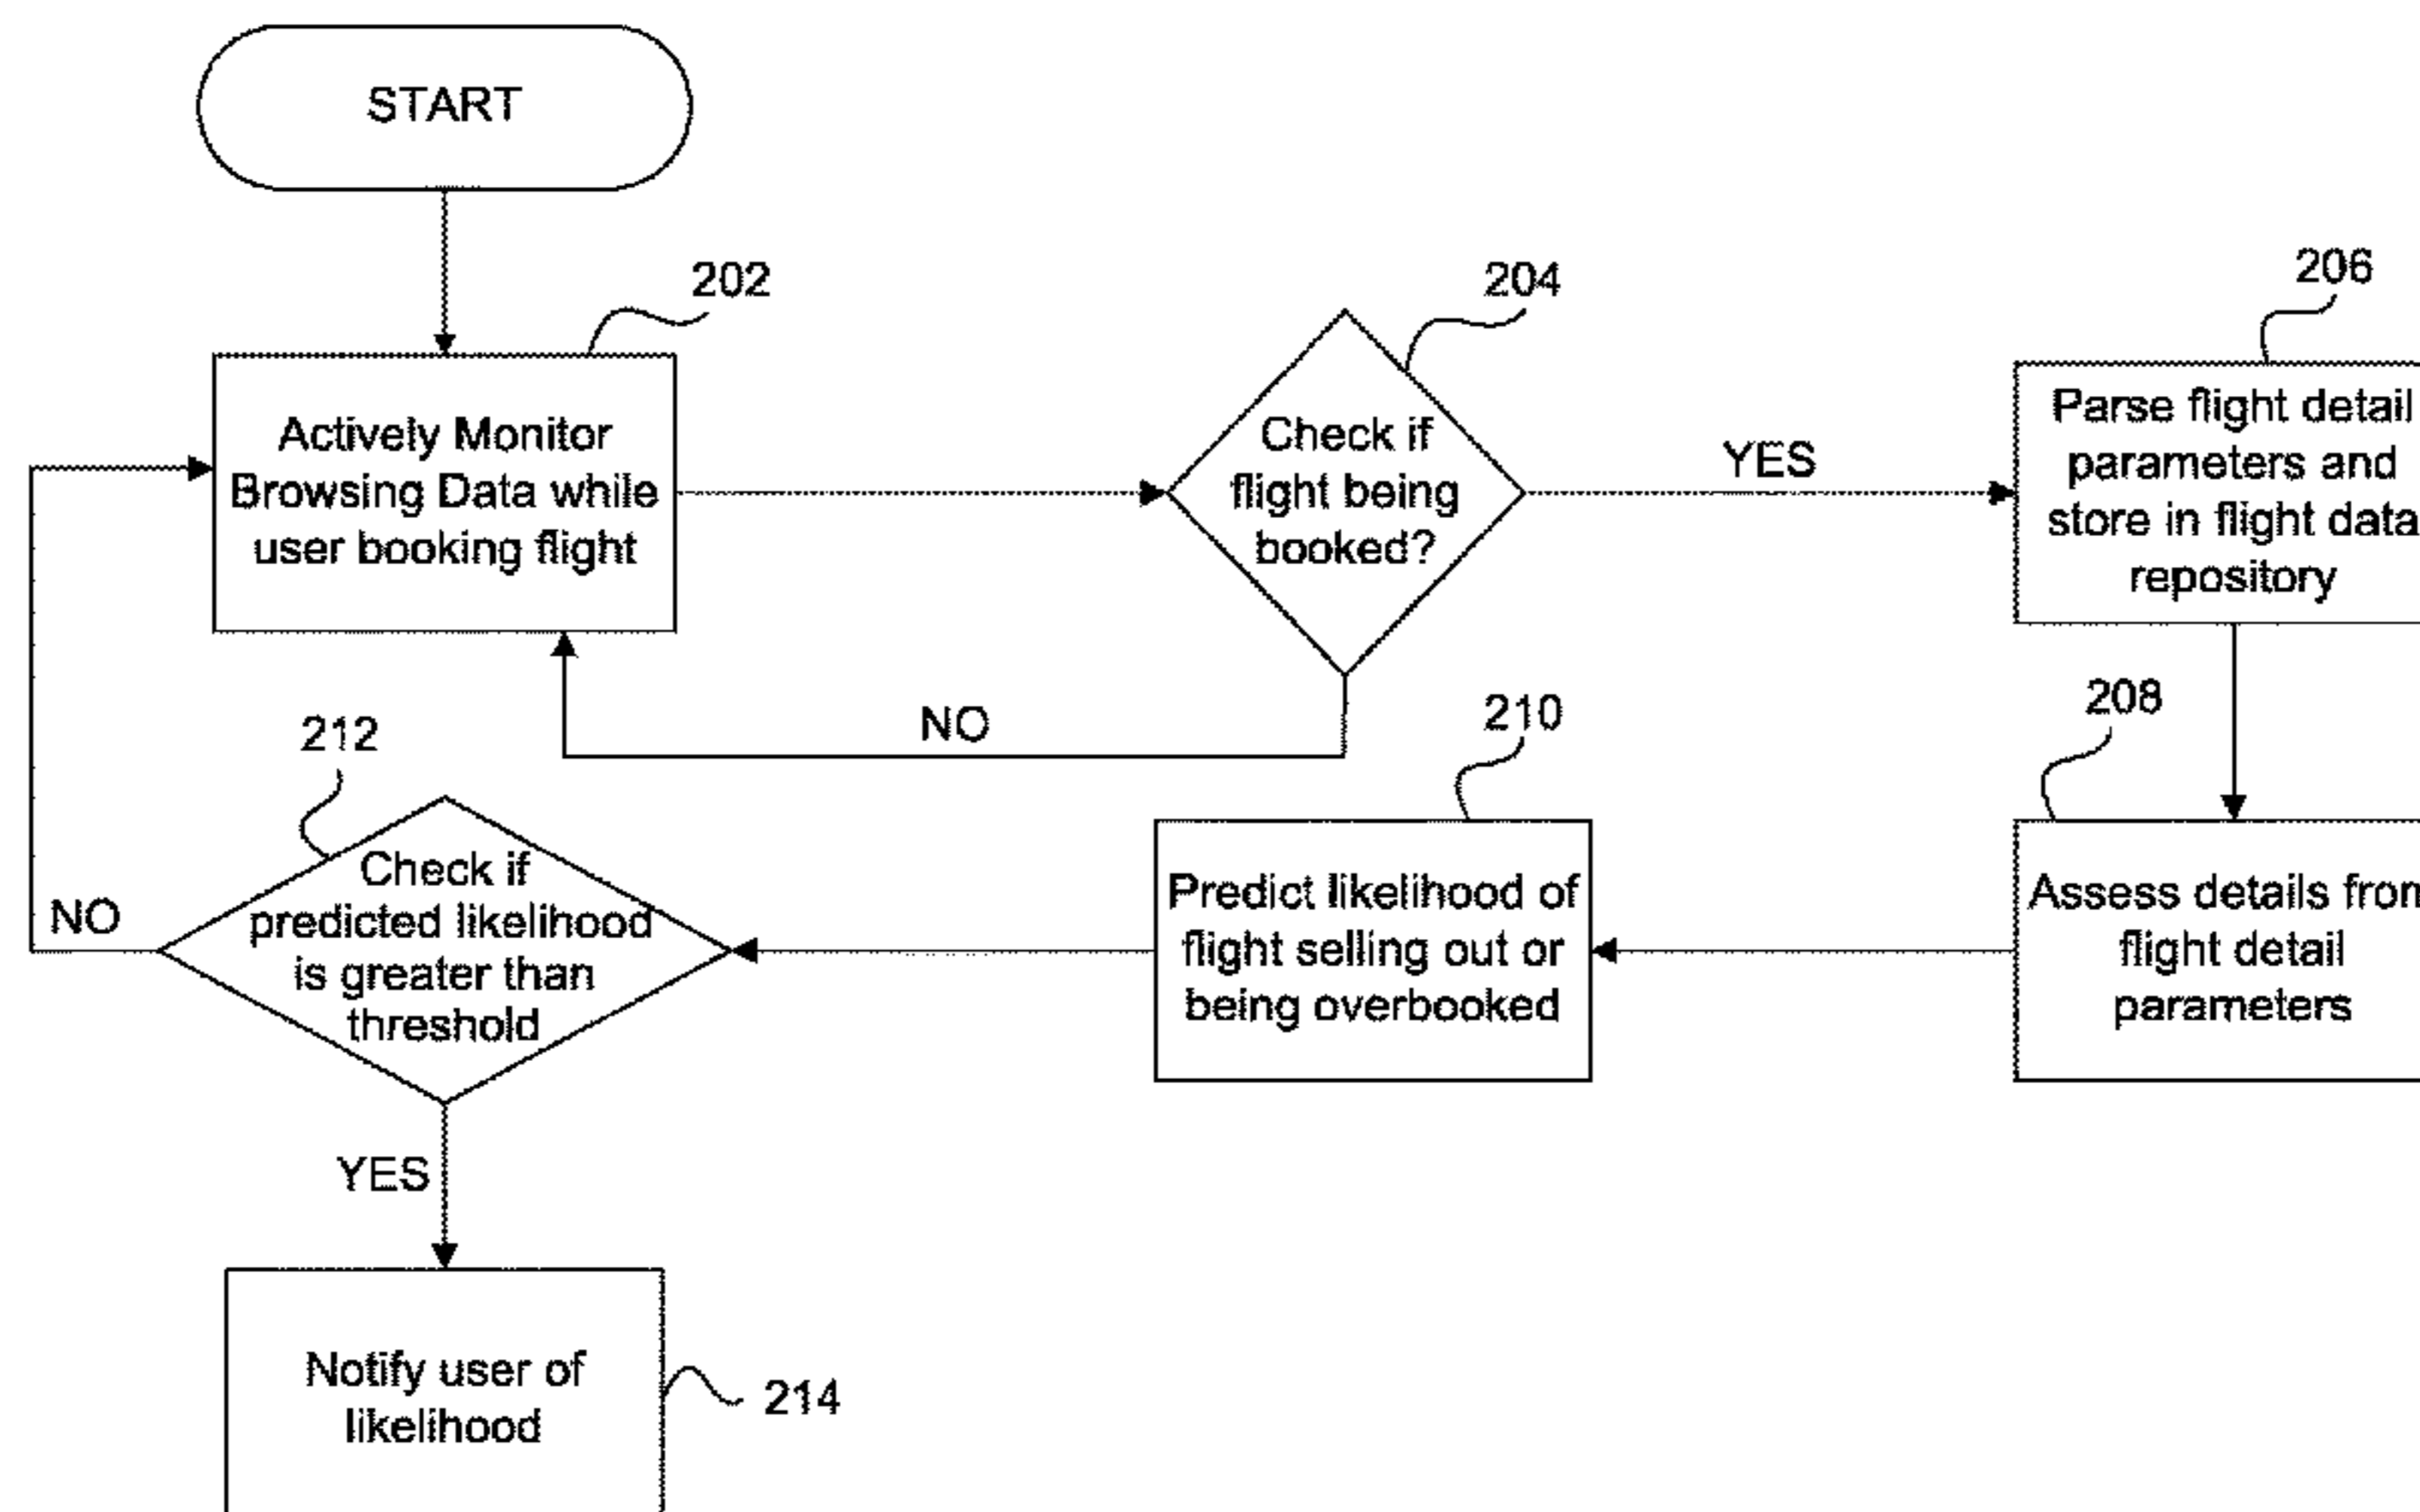 START
202
Actively Monitor
Browsing Data while
user booking flight
204
Check if
flight being
booked?
YES
206
Parse flight detail
parameters and
store in flight data
repository
NO
208
Assess details from
flight detail
parameters
210
Predict likelihood of
flight selling out or
being overbooked
212
Check if
predicted likelihood
is greater than
threshold
NO
YES
Notify user of
likelihood
214